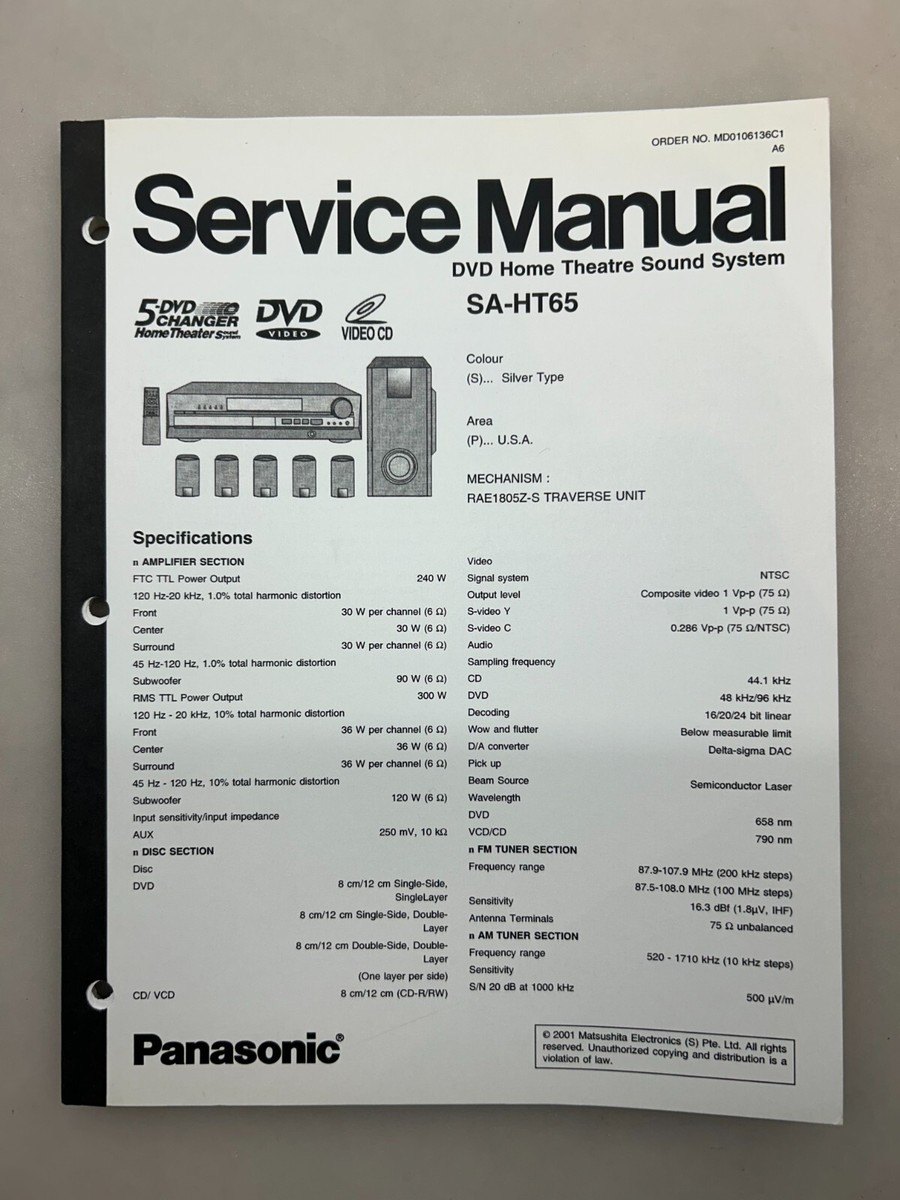 ORDER NO. MD0106136C1
A6
Service Manual
DVD Home Theatre Sound System
5-DVD
CHANGER
Home Theater Sound System
DVD
VIDEO
VIDEO CD
SA-HT65
Colour
(S)... Silver Type
Area
(P)... U.S.A.
MECHANISM :
RAE1805Z-S TRAVERSE UNIT
Specifications
n AMPLIFIER SECTION
FTC TTL Power Output 240 W
120 Hz-20 kHz, 1.0% total harmonic distortion
Front 30 W per channel (6 Ω)
Center 30 W (6 Ω)
Surround 30 W per channel (6 Ω)
45 Hz-120 Hz, 1.0% total harmonic distortion
Subwoofer 90 W (6 Ω)
RMS TTL Power Output 300 W
120 Hz - 20 kHz, 10% total harmonic distortion
Front 36 W per channel (6 Ω)
Center 36 W (6 Ω)
Surround 36 W per channel (6 Ω)
45 Hz - 120 Hz, 10% total harmonic distortion
Subwoofer 120 W (6 Ω)
Input sensitivity/input impedance
AUX 250 mV, 10 kΩ
n DISC SECTION
Disc
DVD 8 cm/12 cm Single-Side,
SingleLayer
8 cm/12 cm Single-Side, Double-
Layer
8 cm/12 cm Double-Side, Double-
Layer
(One layer per side)
CD/ VCD 8 cm/12 cm (CD-R/RW)
Video
Signal system NTSC
Output level Composite video 1 Vp-p (75 Ω)
S-video Y 1 Vp-p (75 Ω)
S-video C 0.286 Vp-p (75 Ω/NTSC)
Audio
Sampling frequency
CD 44.1 kHz
DVD 48 kHz/96 kHz
Decoding 16/20/24 bit linear
Wow and flutter Below measurable limit
D/A converter Delta-sigma DAC
Pick up
Beam Source Semiconductor Laser
Wavelength
DVD 658 nm
VCD/CD 790 nm
n FM TUNER SECTION
Frequency range 87.9-107.9 MHz (200 kHz steps)
87.5-108.0 MHz (100 MHz steps)
Sensitivity 16.3 dBf (1.8μV, IHF)
Antenna Terminals 75 Ω unbalanced
n AM TUNER SECTION
Frequency range 520 - 1710 kHz (10 kHz steps)
Sensitivity
S/N 20 dB at 1000 kHz 500 μV/m
Panasonic®
© 2001 Matsushita Electronics (S) Pte. Ltd. All rights
reserved. Unauthorized copying and distribution is a
violation of law.